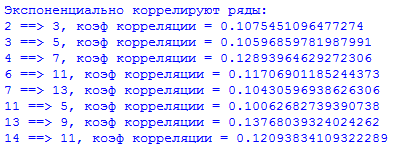 Экспоненциально коррелируют ряды:
2 ==> 3, коэф корреляции = 0.1075451096477274
3 ==> 5, коэф корреляции = 0.10596859781987991
4 ==> 7, коэф корреляции = 0.12893964629272306
6 ==> 11, коэф корреляции = 0.11706901185244373
7 ==> 13, коэф корреляции = 0.10430596938626306
11 ==> 5, коэф корреляции = 0.10062682739390738
13 ==> 9, коэф корреляции = 0.13768039324024262
14 ==> 11, коэф корреляции = 0.12093834109322289